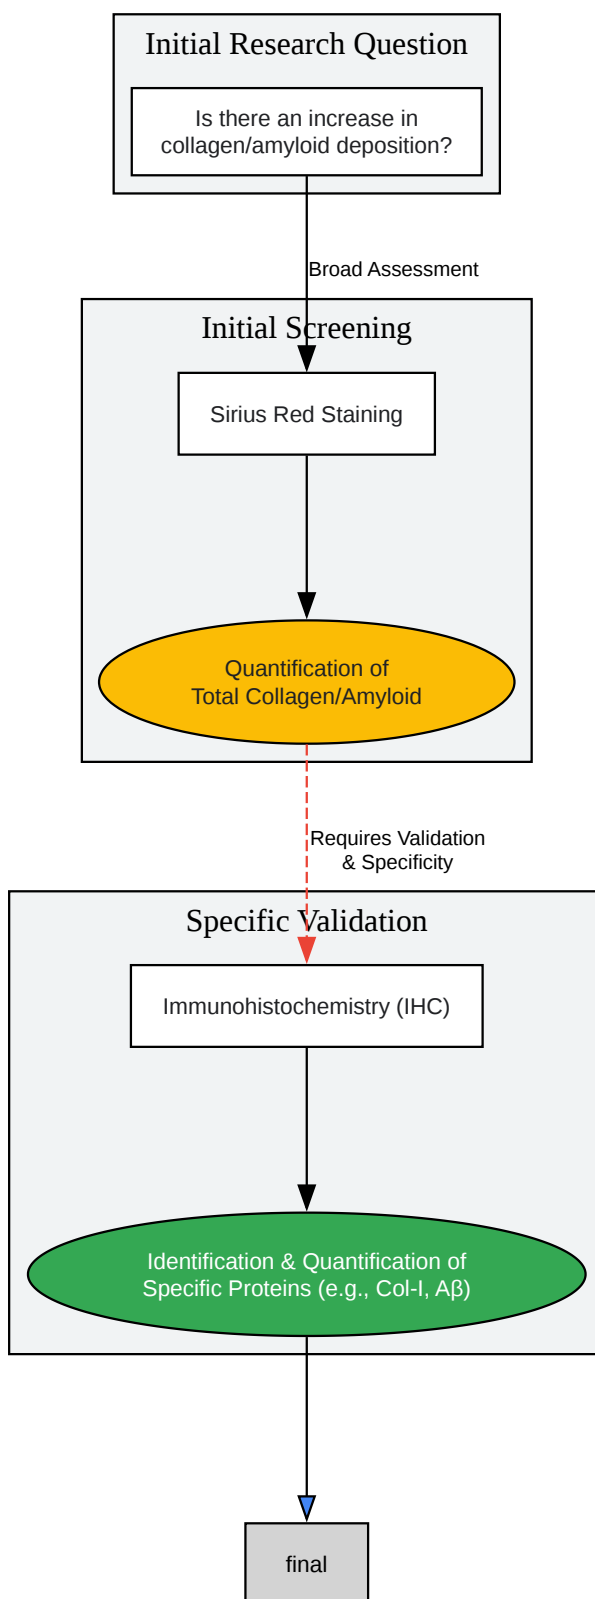 Initial Research Question
Is there an increase in
collagen/amyloid deposition?
Broad Assessment
Initial Screening
Sirius Red Staining
Quantification of
Total Collagen/Amyloid
Requires Validation
& Specificity
Specific Validation
Immunohistochemistry (IHC)
Identification & Quantification of
Specific Proteins (e.g., Col-I, Aβ)
final